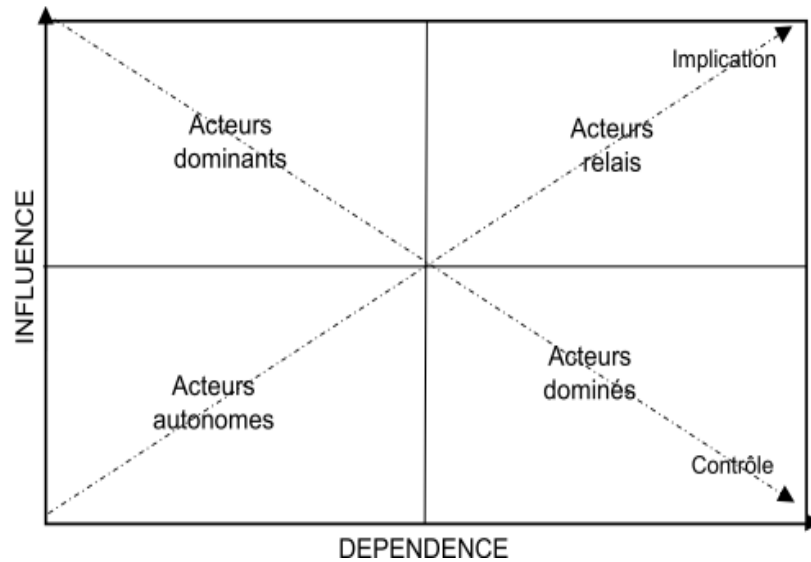 Implication
Acteurs
dominants
Acteurs
relais
INFLUENCE
Acteurs
autonomes
Acteurs
dominés
Contrôle
DEPENDENCE